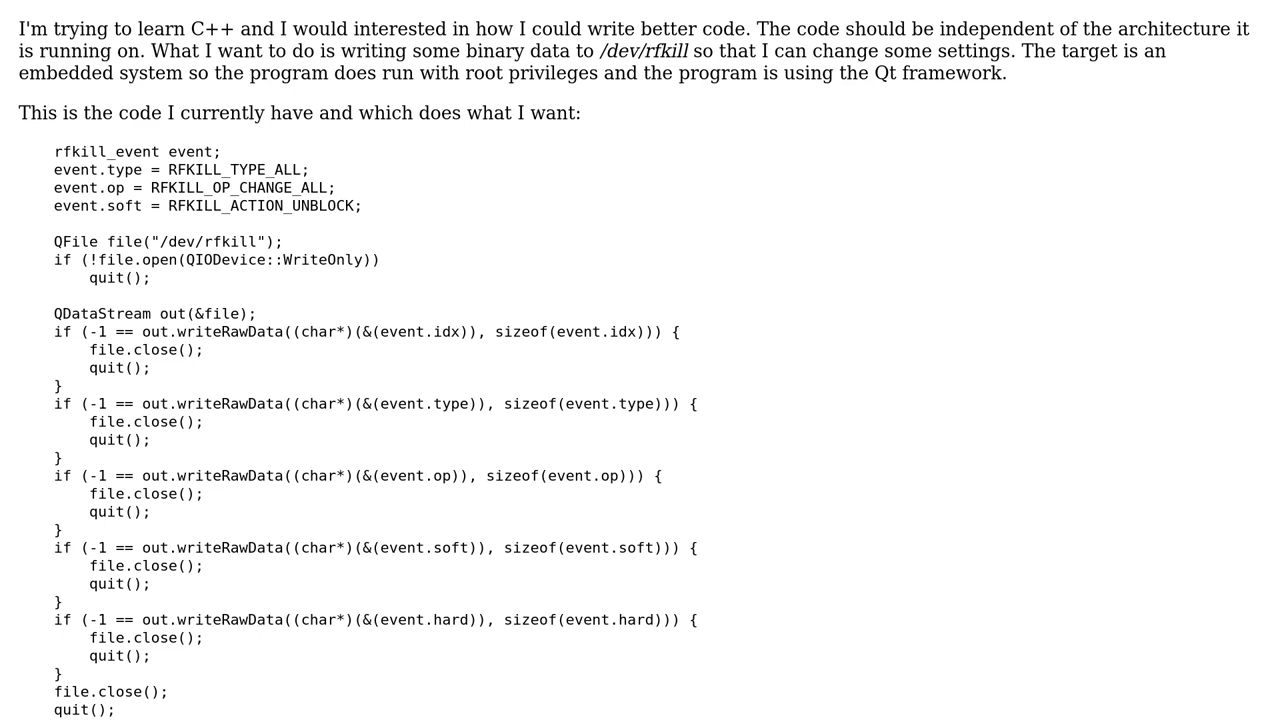 I'm trying to learn C++ and I would interested in how I could write better code. The code should be independent of the architecture it
is running on. What I want to do is writing some binary data to /dev/rfkill so that I can change some settings. The target is an
embedded system so the program does run with root privileges and the program is using the Qt framework.
This is the code I currently have and which does what I want:
rfkill_event event;
event.type = RFKILL_TYPE_ALL;
event.op = RFKILL_OP_CHANGE_ALL;
event.soft = RFKILL_ACTION_UNBLOCK;
QFile file("/dev/rfkill");
if (!file.open(QIODevice::WriteOnly))
    quit();
QDataStream out(&file);
if (-1 == out.writeRawData((char*)(&(event.idx)), sizeof(event.idx))) {
    file.close();
    quit();
}
if (-1 == out.writeRawData((char*)(&(event.type)), sizeof(event.type))) {
    file.close();
    quit();
}
if (-1 == out.writeRawData((char*)(&(event.op)), sizeof(event.op))) {
    file.close();
    quit();
}
if (-1 == out.writeRawData((char*)(&(event.soft)), sizeof(event.soft))) {
    file.close();
    quit();
}
if (-1 == out.writeRawData((char*)(&(event.hard)), sizeof(event.hard))) {
    file.close();
    quit();
}
file.close();
quit();